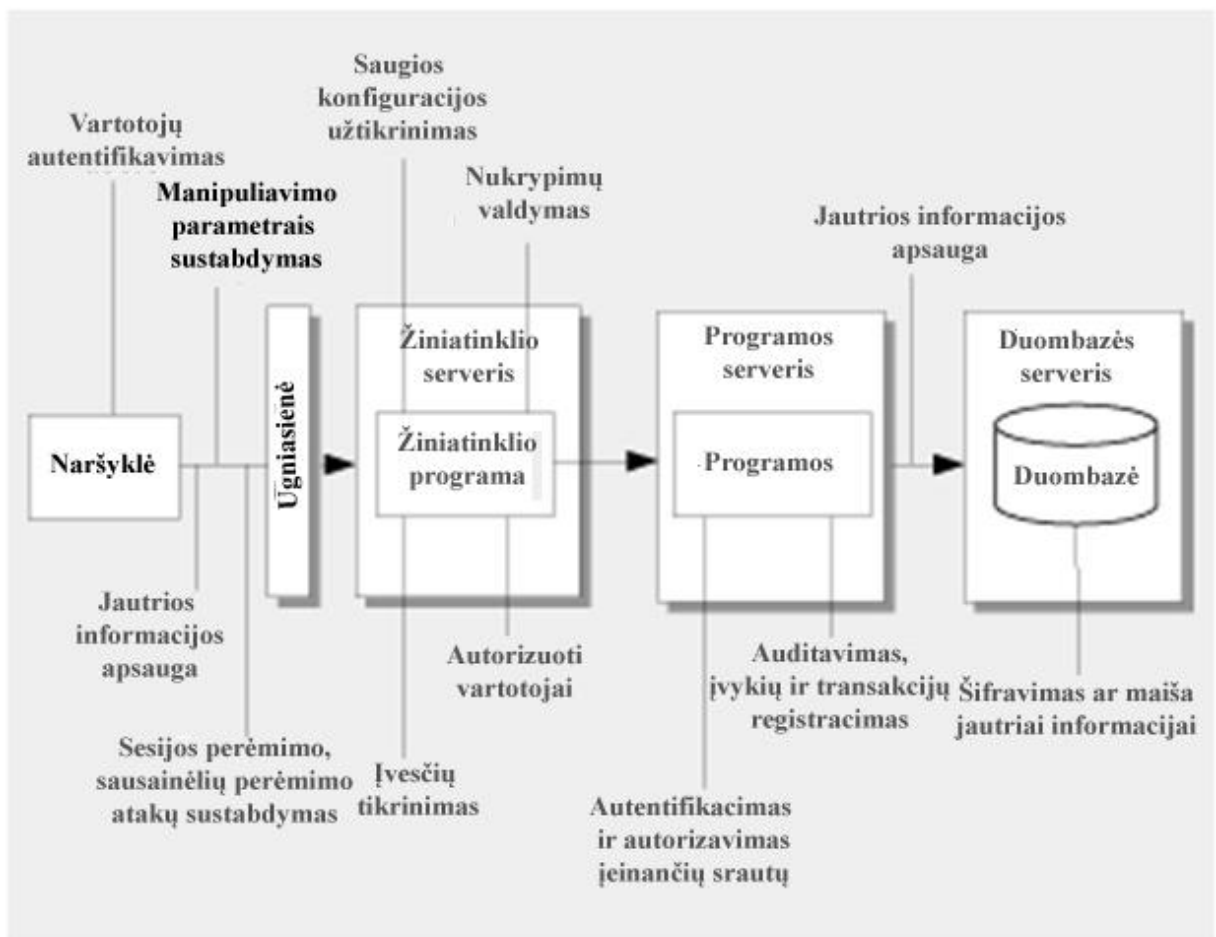 Saugios
konfiguracijos
užtikrinimas
Vartotojų
autentifikavimas
Manipuliavimo
parametrais
sustabdymas
Nukrypimų
valdymas
Jautrios informacijos
apsauga
Naršyklė
Ugniasienė
Žiniatinklio
serveris
Žiniatinklio
programa
Programos
serveris
Programos
Duombazės
serveris
Duombazė
Jautrios
informacijos
apsauga
Sesijos perėmimo,
sausainėlių perėmimo
atakų sustabdymas
Įvesčių
tikrinimas
Autorizuoti
vartotojai
Autentifikacimas
ir autorizavimas
įeinančių srautų
Auditavimas,
įvykių ir transakcijų
registracimas
Šifravimas ar maiša
jautriai informacijai